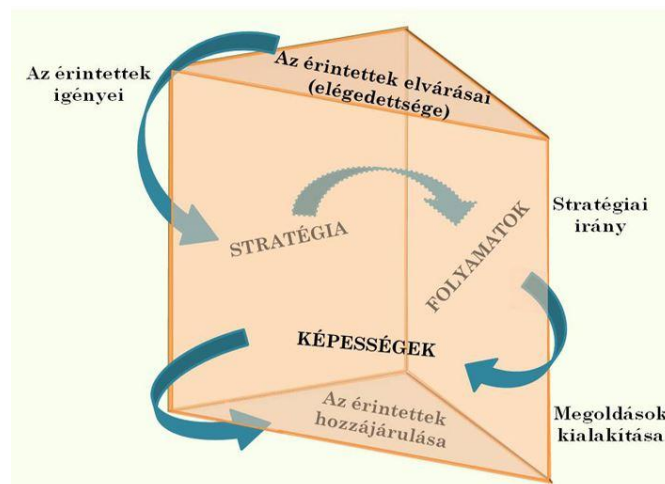 Az érintettek
igényei
Az érintettek elvárásai
(elégedettsége)
STRATÉGIA
FOLYAMATOK
Stratégiai
irány
KÉPESSÉGEK
Az érintettek
hozzájárulása
Megoldások
kialakítása